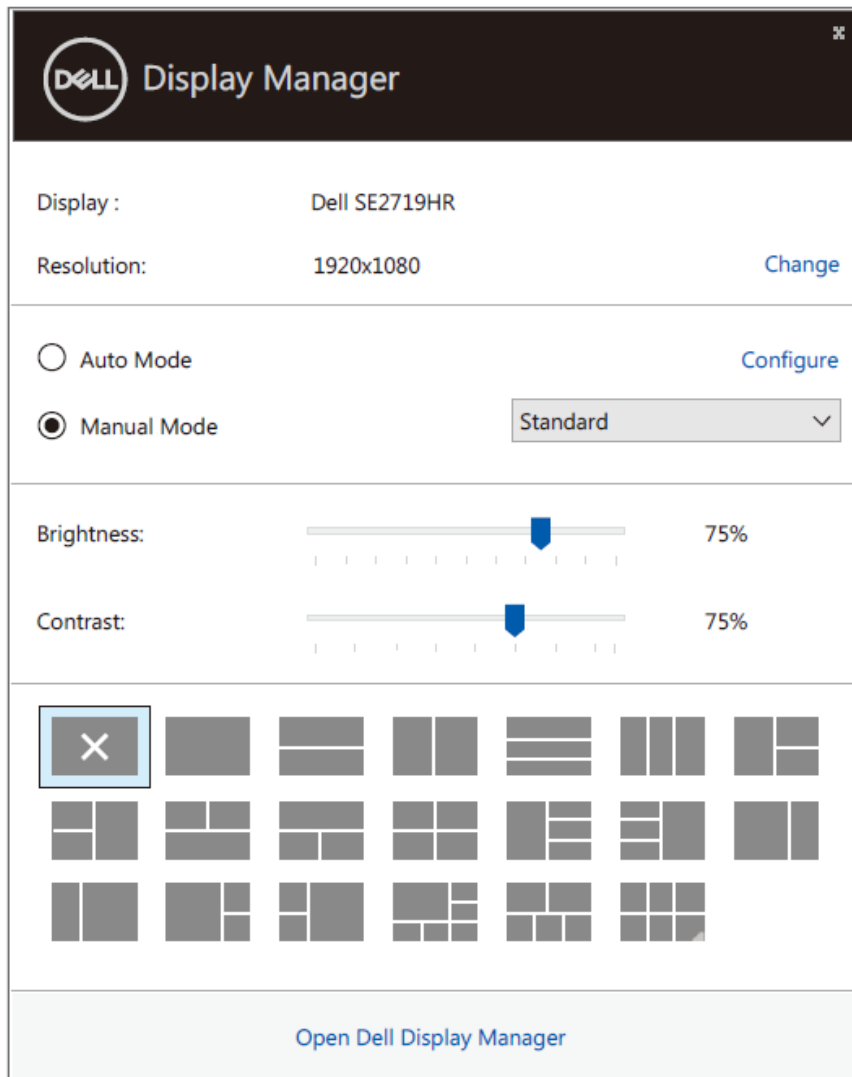 DELL Display Manager
Display : Dell SE2719HR
Resolution: 1920x1080 Change
Auto Mode Configure
Manual Mode Standard
Brightness: 75%
Contrast: 75%
Open Dell Display Manager